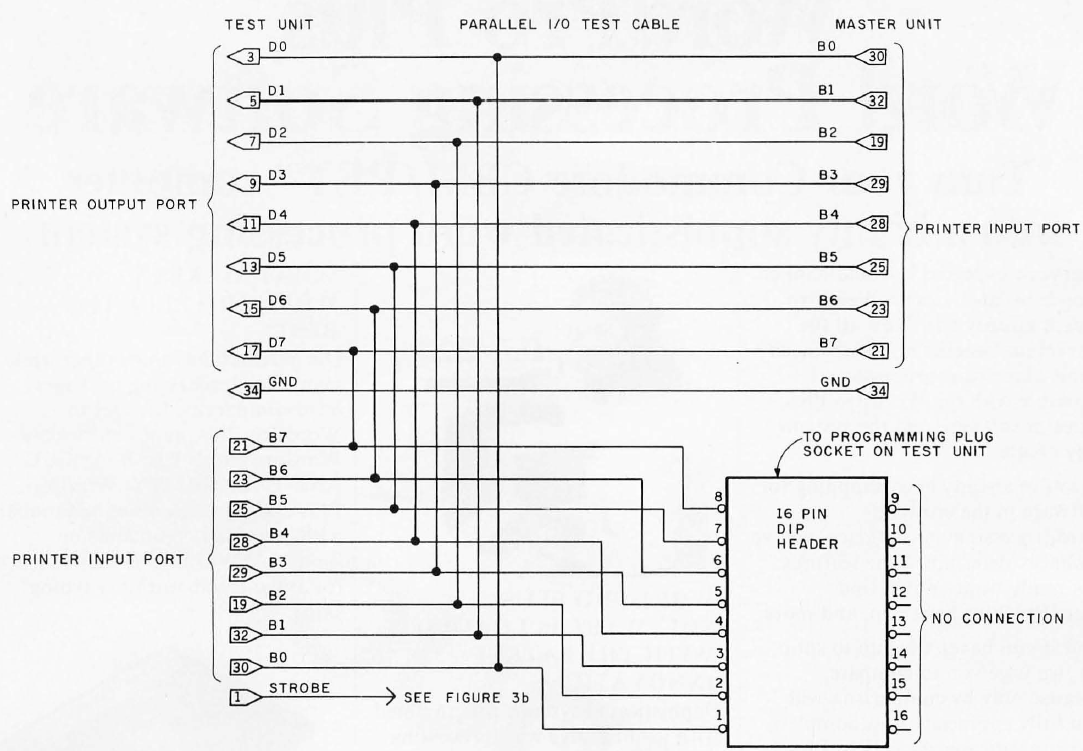 TEST UNIT PARALLEL I/O TEST CABLE MASTER UNIT
3 D0 B0 30
5 D1 B1 32
7 D2 B2 19
9 D3 B3 29
PRINTER OUTPUT PORT
11 D4 B4 28
PRINTER INPUT PORT
13 D5 B5 25
15 D6 B6 23
17 D7 B7 21
34 GND GND 34
21 B7
23 B6
25 B5
28 B4
PRINTER INPUT PORT
29 B3
19 B2
32 B1
30 B0
1 STROBE SEE FIGURE 3b
TO PROGRAMMING PLUG
SOCKET ON TEST UNIT
16 PIN
DIP
HEADER
8 9
7 10
6 11
5 12
4 13
3 14
2 15
1 16
NO CONNECTION